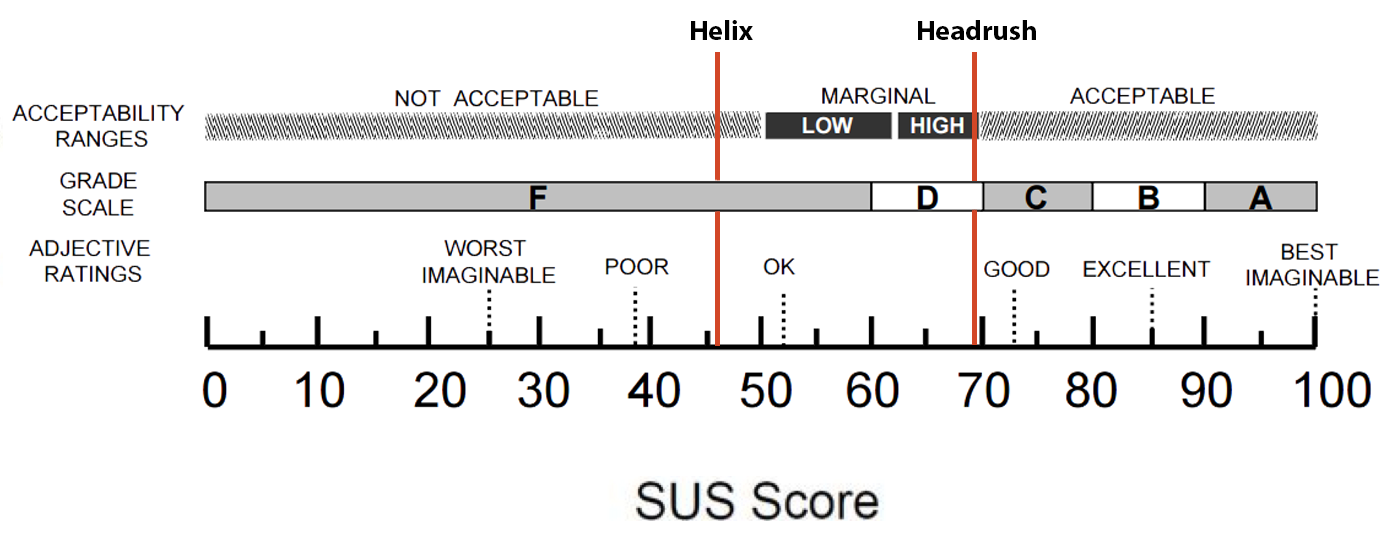 Helix Headrush
NOT ACCEPTABLE MARGINAL ACCEPTABLE
ACCEPTABILITY
RANGES
LOW HIGH
GRADE
SCALE
F D C B A
ADJECTIVE
RATINGS
WORST
IMAGINABLE
POOR
OK
GOOD
EXCELLENT
BEST
IMAGINABLE
0 10 20 30 40 50 60 70 80 90 100
SUS Score